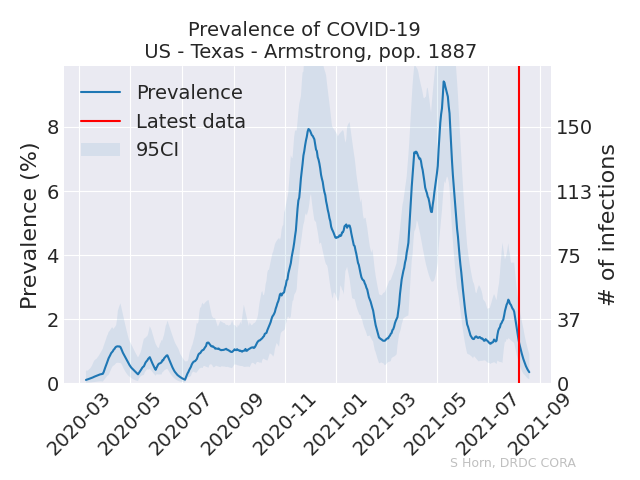 Prevalence of COVID-19
US - Texas - Armstrong, pop. 1887
Prevalence
Latest data
95CI
Prevalence (%)
8
6
4
2
0
# of infections
150
113
75
37
0
2020-03
2020-05
2020-07
2020-09
2020-11
2021-01
2021-03
2021-05
2021-07
2021-09
S Horn, DRDC CORA